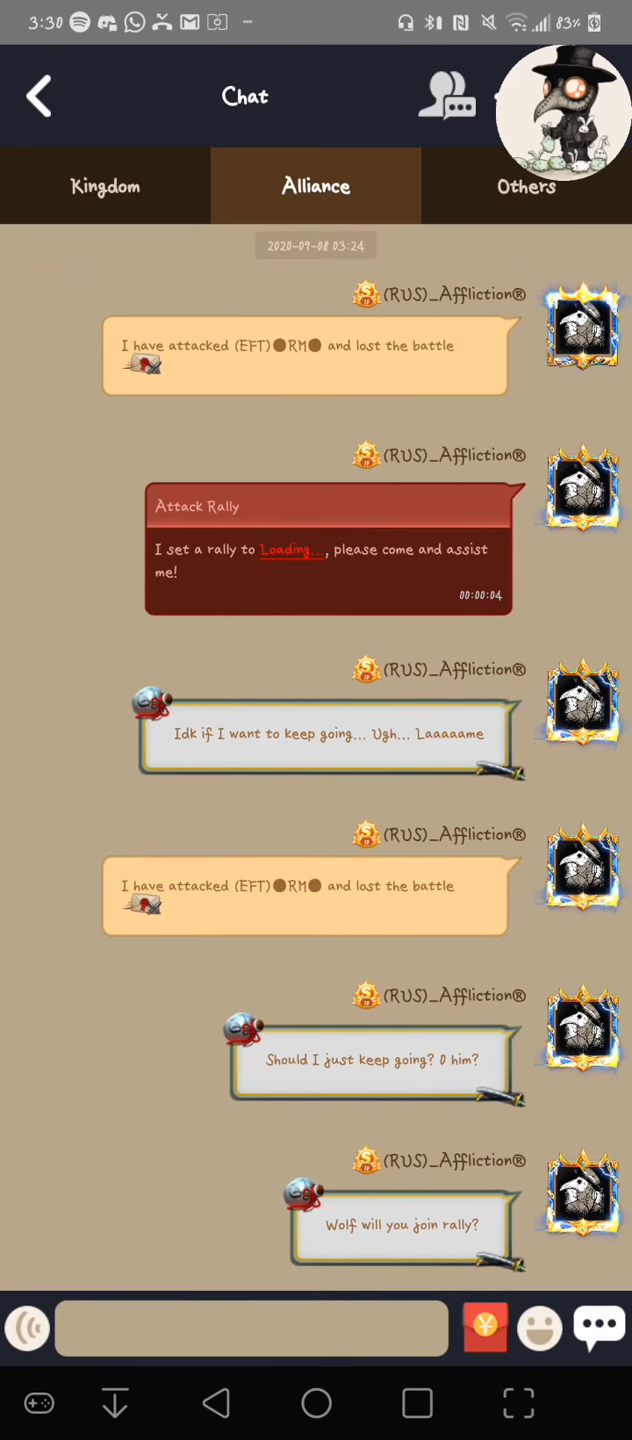 3:30
83%
Chat
Kingdom
Alliance
Others
2020-09-08 03:24
(RUS)_Affliction®
I have attacked (EFT)●RM● and lost the battle
(RUS)_Affliction®
Attack Rally
I set a rally to Loading..., please come and assist
me!
00:00:04
(RUS)_Affliction®
Idk if I want to keep going... Ugh... Laaaaame
(RUS)_Affliction®
I have attacked (EFT)●RM● and lost the battle
(RUS)_Affliction®
Should I just keep going? 0 him?
(RUS)_Affliction®
Wolf will you join rally?